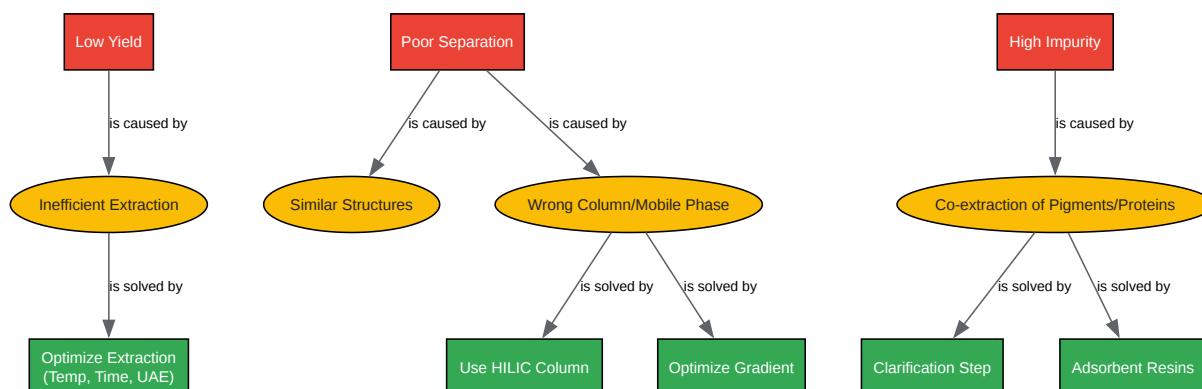 Low Yield
Poor Separation
High Impurity
is caused by
is caused by
is caused by
is caused by
Inefficient Extraction
Similar Structures
Wrong Column/Mobile Phase
Co-extraction of Pigments/Proteins
is solved by
is solved by
is solved by
is solved by
is solved by
Optimize Extraction
(Temp, Time, UAE)
Use HILIC Column
Optimize Gradient
Clarification Step
Adsorbent Resins